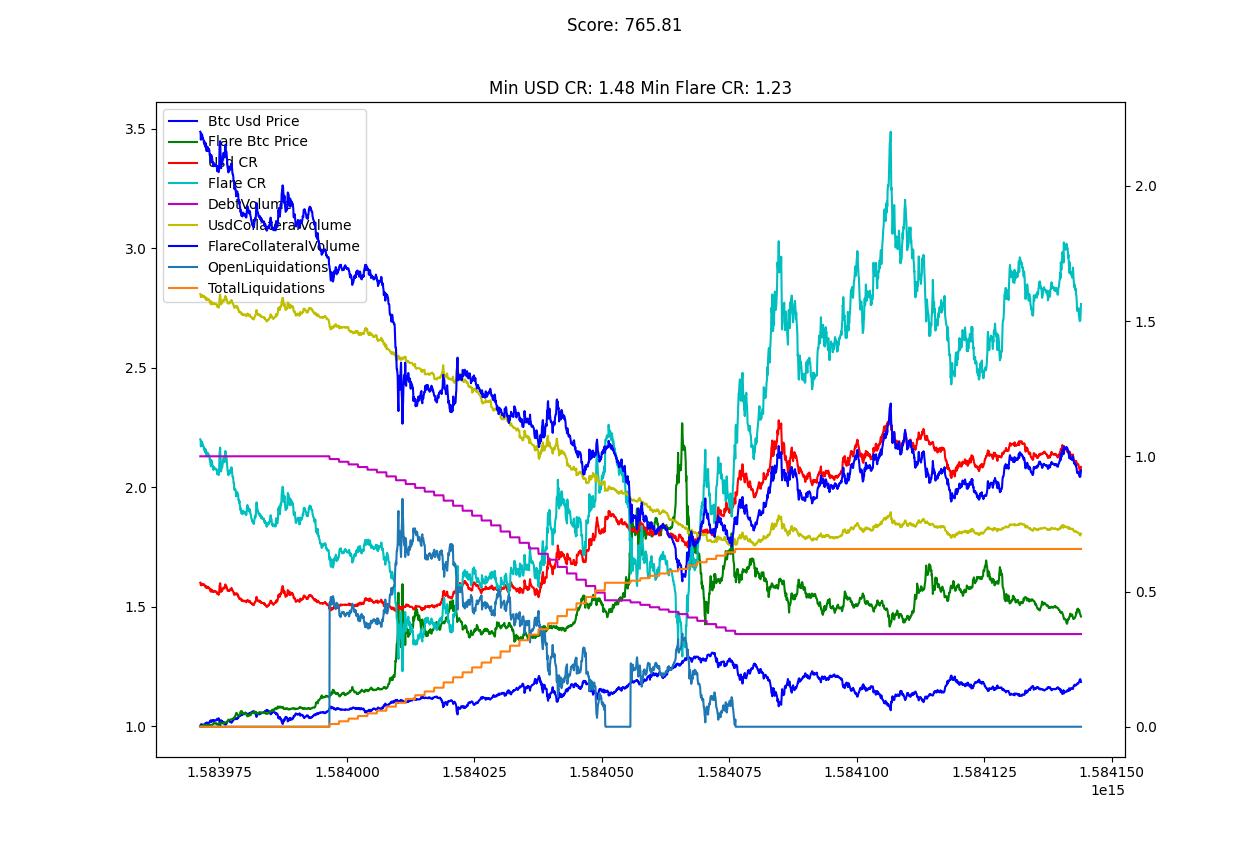 Score: 765.81
Min USD CR: 1.48 Min Flare CR: 1.23
Btc Usd Price
Flare Btc Price
Usd CR
Flare CR
DebtVolume
UsdCollateralVolume
FlareCollateralVolume
OpenLiquidations
TotalLiquidations
3.5
3.0
2.5
2.0
1.5
1.0
2.0
1.5
1.0
0.5
0.0
1.583975
1.584000
1.584025
1.584050
1.584075
1.584100
1.584125
1.584150
1e15